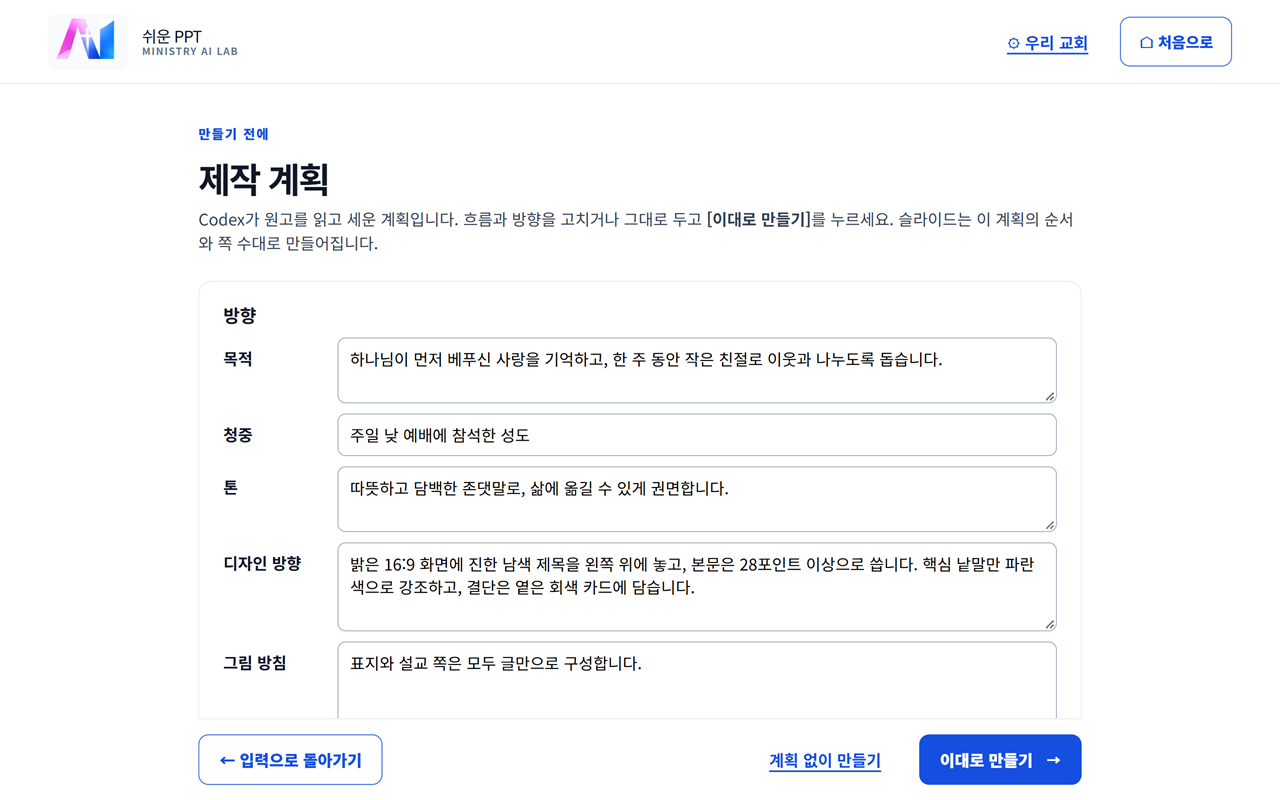 쉬운 PPT
MINISTRY AI LAB
우리 교회
처음으로
만들기 전에
제작 계획
Codex가 원고를 읽고 세운 계획입니다. 흐름과 방향을 고치거나 그대로 두고 [이대로 만들기]를 누르세요. 슬라이드는 이 계획의 순서
와 쪽 수대로 만들어집니다.
방향
목적
하나님이 먼저 베푸신 사랑을 기억하고, 한 주 동안 작은 친절로 이웃과 나누도록 돕습니다.
청중
주일 낮 예배에 참석한 성도
톤
따뜻하고 담백한 존댓말로, 삶에 옮길 수 있게 권면합니다.
디자인 방향
밝은 16:9 화면에 진한 남색 제목을 왼쪽 위에 놓고, 본문은 28포인트 이상으로 씁니다. 핵심 낱말만 파란
색으로 강조하고, 결단은 옅은 회색 카드에 담습니다.
그림 방침
표지와 설교 쪽은 모두 글만으로 구성합니다.
← 입력으로 돌아가기
계획 없이 만들기
이대로 만들기 →